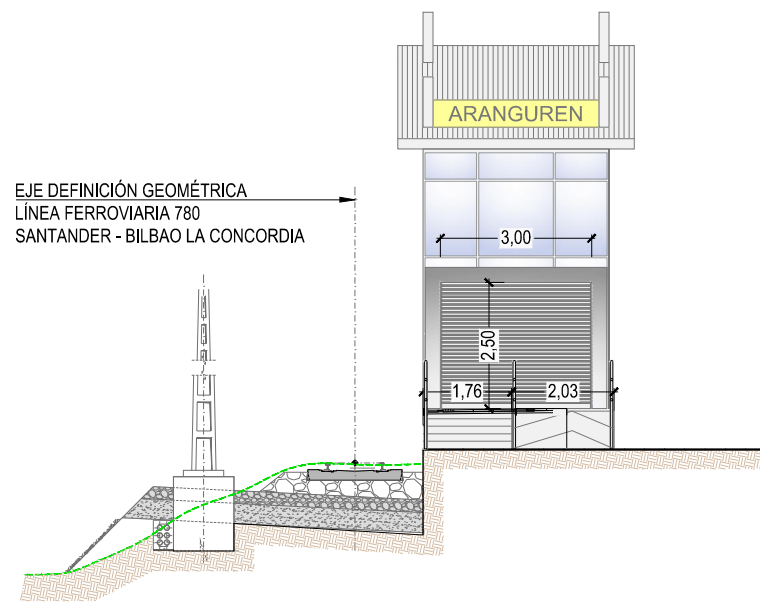 ARANGUREN
EJE DEFINICIÓN GEOMÉTRICA
LÍNEA FERROVIARIA 780
SANTANDER - BILBAO LA CONCORDIA
3,00
2,50
1,76
2,03